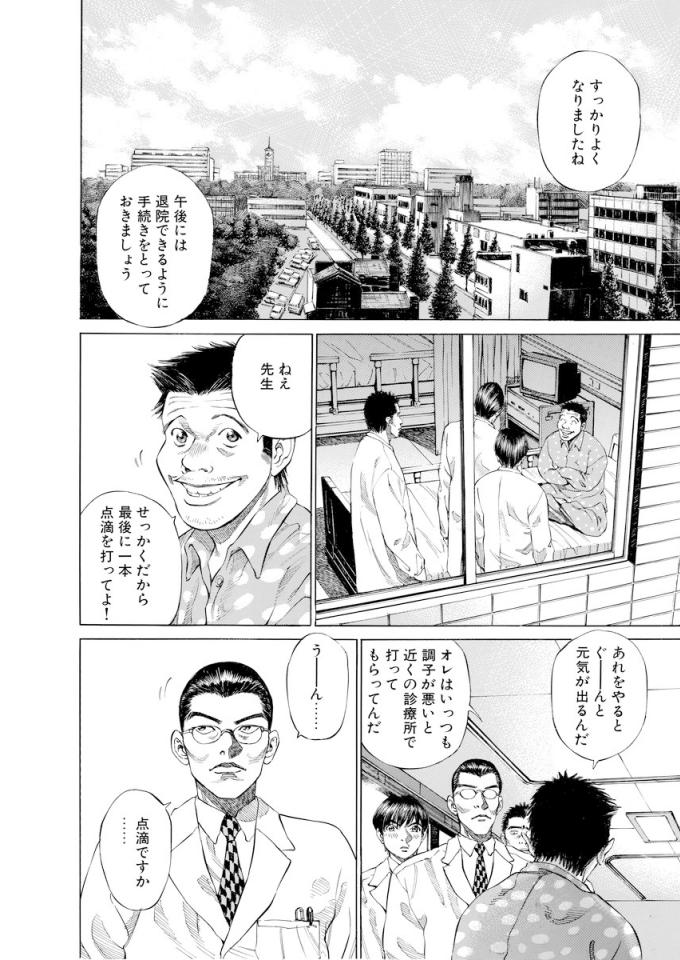 すっかりよく
なりましたね
午後には
退院できるように
手続きをとって
おきましょう
ねえ
先生
せっかくだから
最後に一本
点滴を打ってよ!
あれをやると
ぐーんと
元気が出るんだ
オレはいっつも
調子が悪いと
近くの診療所で
打って
もらってんだ
うーん……
点滴ですか
……